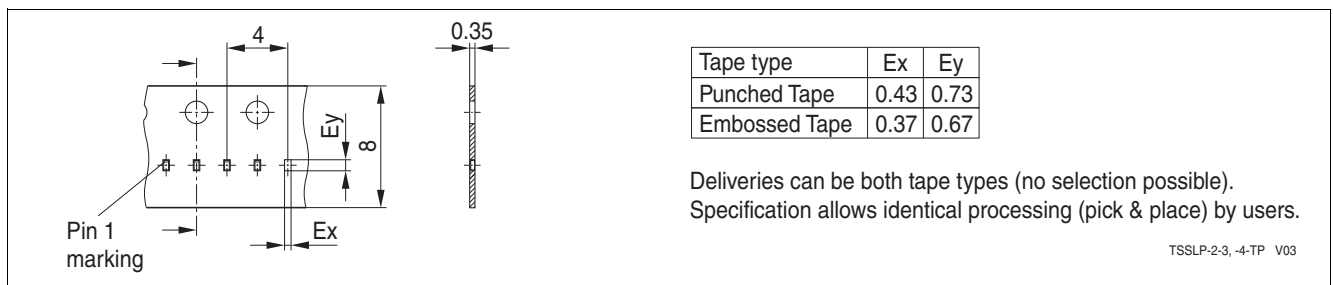 4
0.35
Ey
8
Pin 1
marking
Ex
Tape type Ex Ey
Punched Tape 0.43 0.73
Embossed Tape 0.37 0.67
Deliveries can be both tape types (no selection possible).
Specification allows identical processing (pick & place) by users.
TSSLP-2-3, -4-TP V03